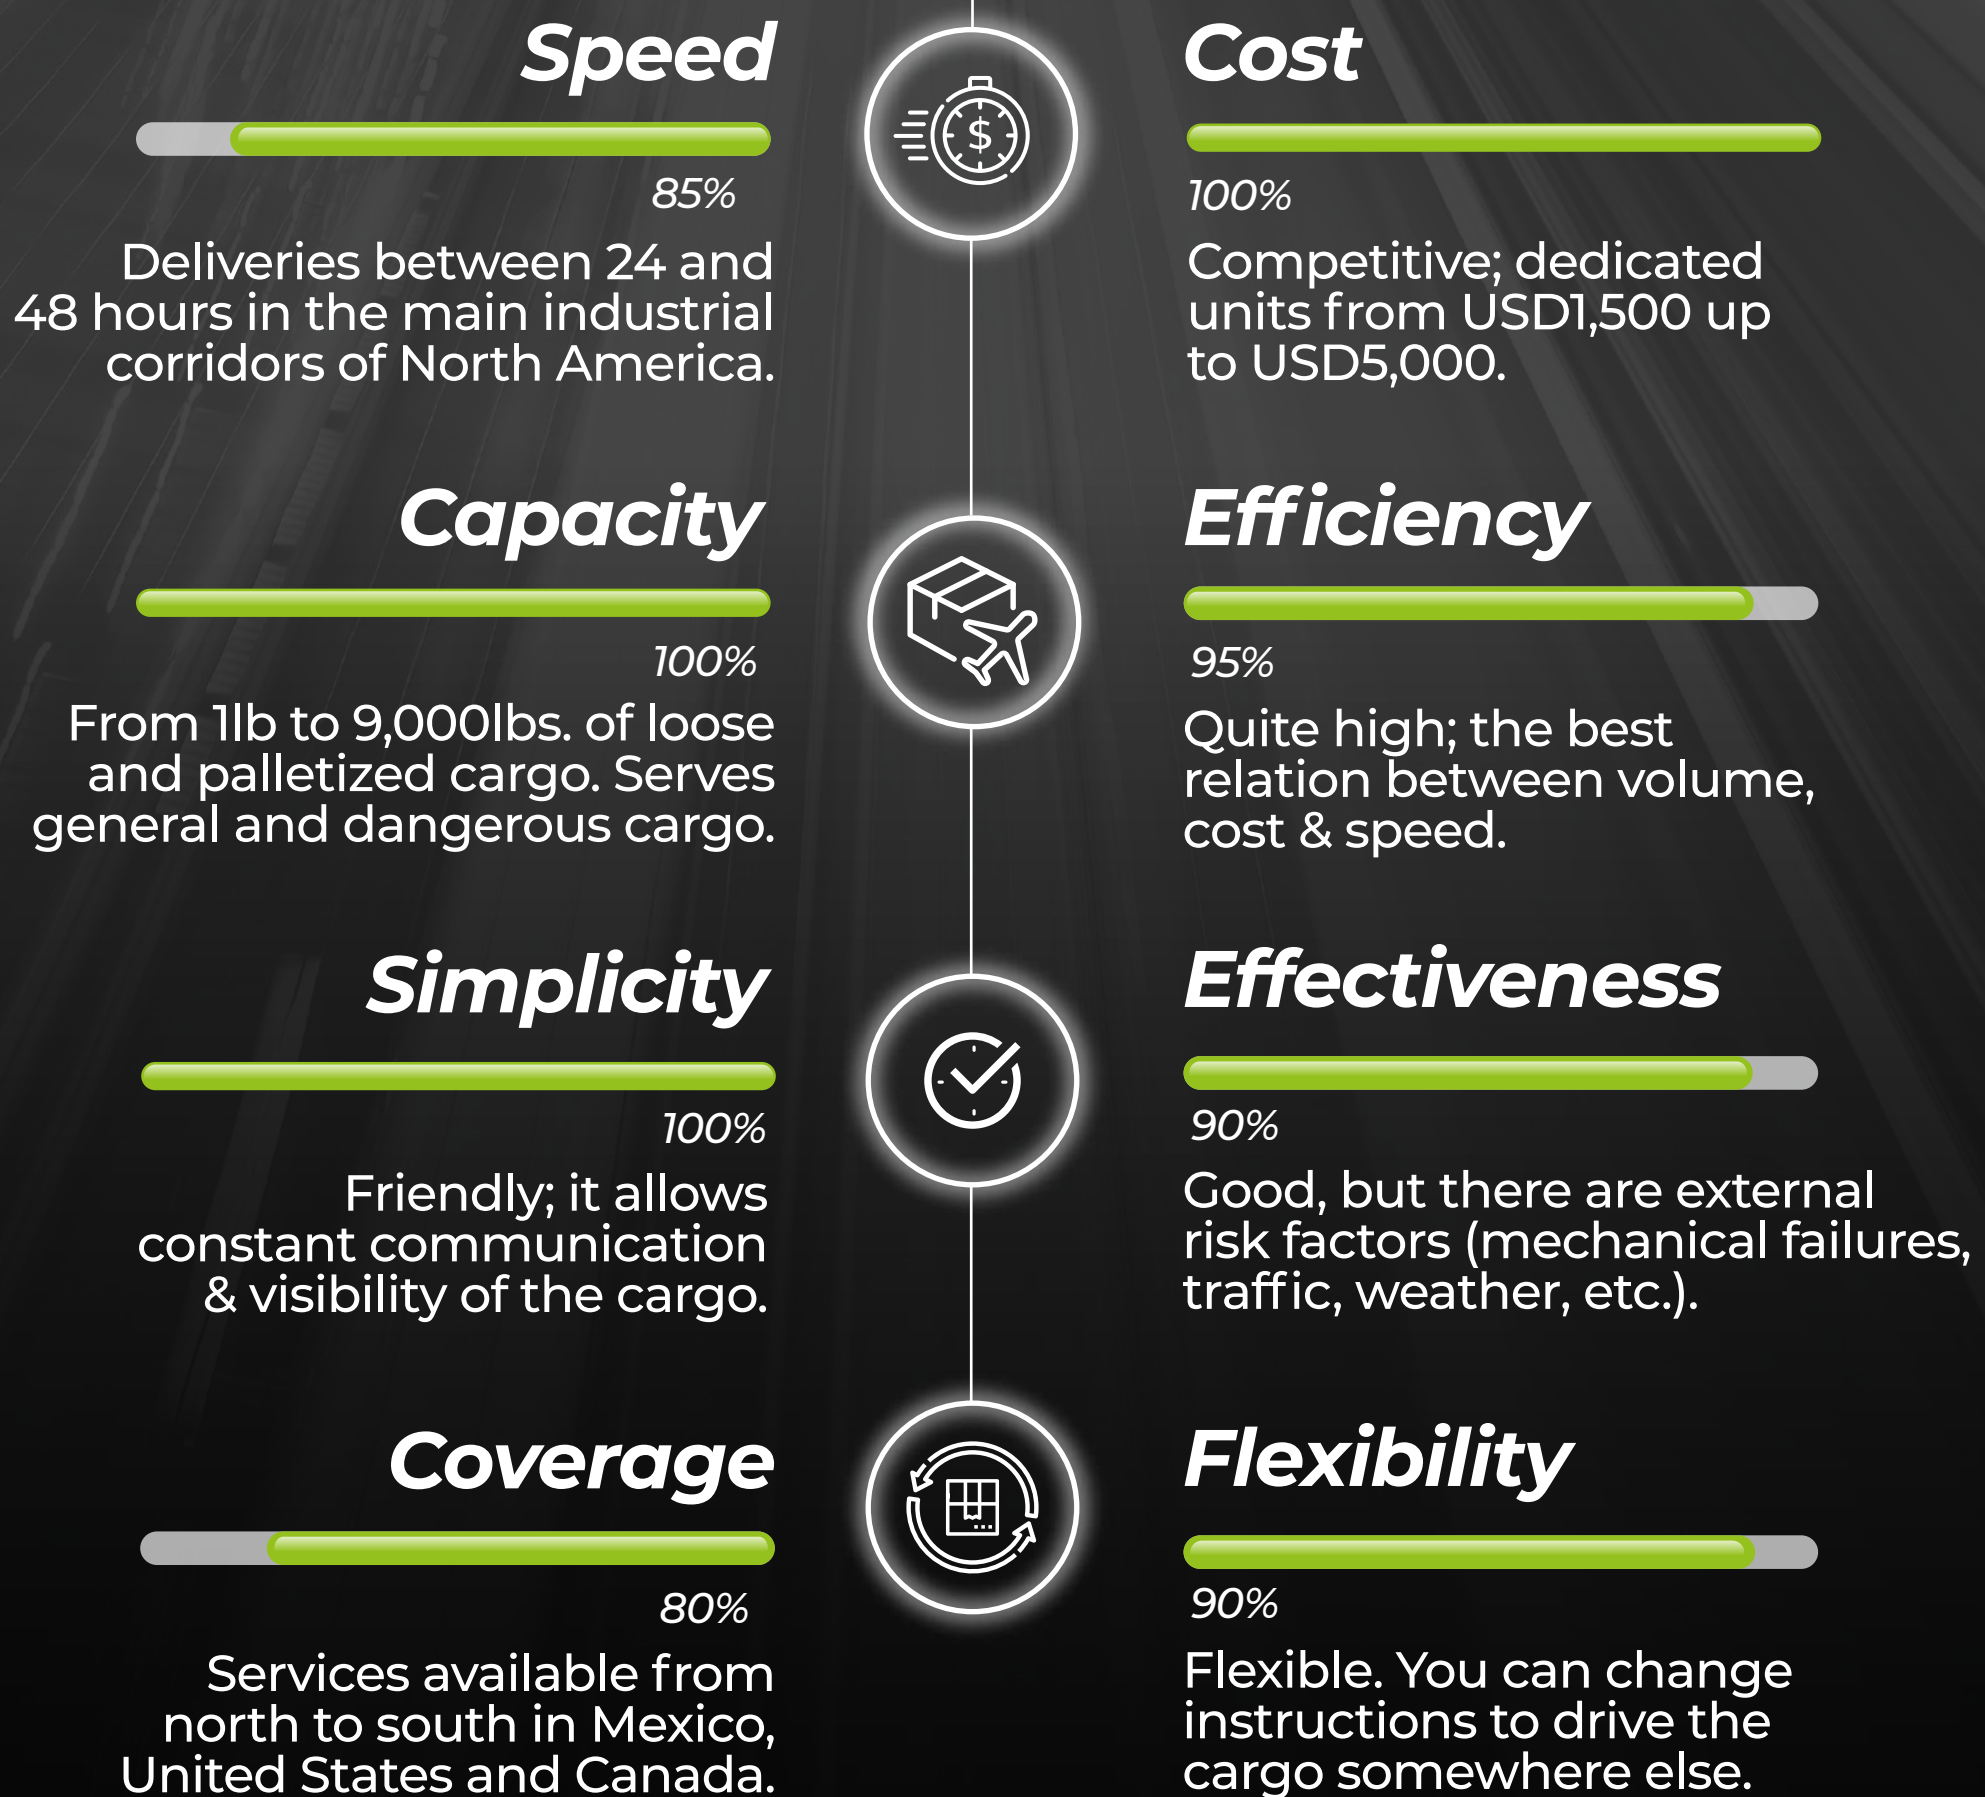 Speed
85%
Deliveries between 24 and
48 hours in the main industrial
corridors of North America.
Cost
100%
Competitive; dedicated
units from USD1,500 up
to USD5,000.
$
Capacity
100%
From 1lb to 9,000lbs. of loose
and palletized cargo. Serves
general and dangerous cargo.
Efficiency
95%
Quite high; the best
relation between volume,
cost & speed.
Simplicity
100%
Friendly; it allows
constant communication
& visibility of the cargo.
Effectiveness
90%
Good, but there are external
risk factors (mechanical failures,
traffic, weather, etc.).
Coverage
80%
Services available from
north to south in Mexico,
United States and Canada.
Flexibility
90%
Flexible. You can change
instructions to drive the
cargo somewhere else.